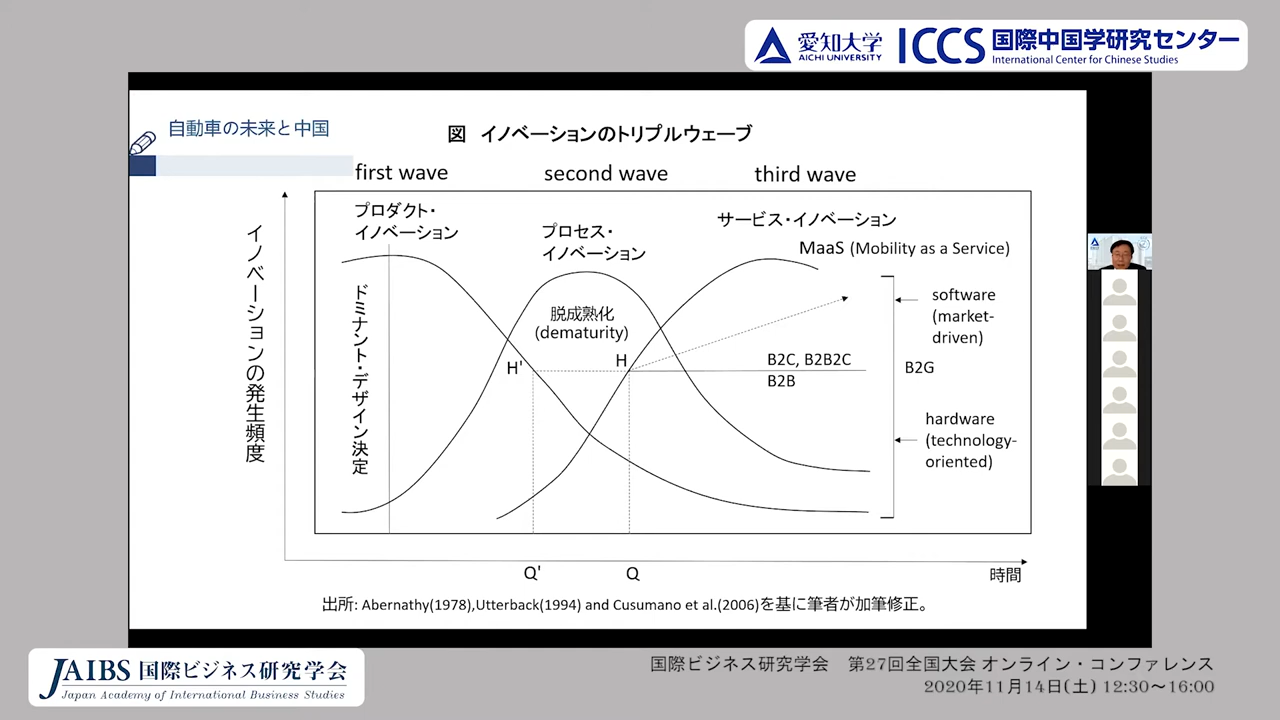 愛知大学
AICHI UNIVERSITY
ICCS 国際中国学研究センター
International Center for Chinese Studies
自動車の未来と中国
図 イノベーションのトリプルウェーブ
first wave
second wave
third wave
プロダクト・
イノベーション
プロセス・
イノベーション
サービス・イノベーション
MaaS (Mobility as a Service)
イノベーションの発生頻度
ドミナント・デザイン決定
脱成熟化
(dematurity)
H'
H
software
(market-
driven)
B2C, B2B2C
B2B
B2G
hardware
(technology-
oriented)
Q'
Q
時間
出所: Abernathy(1978),Utterback(1994) and Cusumano et al.(2006)を基に筆者が加筆修正。
JAIBS 国際ビジネス研究学会
Japan Academy of International Business Studies
国際ビジネス研究学会 第27回全国大会 オンライン・コンファレンス
2020年11月14日(土) 12:30〜16:00